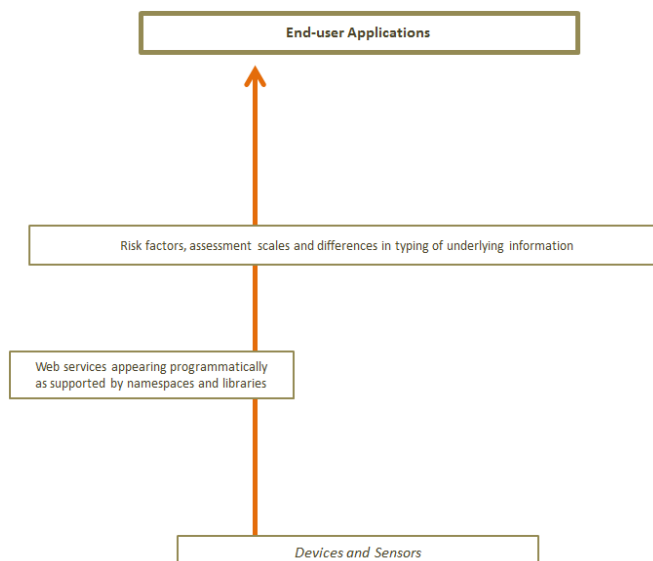 End-user Applications
Risk factors, assessment scales and differences in typing of underlying information
Web services appearing programmatically
as supported by namespaces and libraries
Devices and Sensors